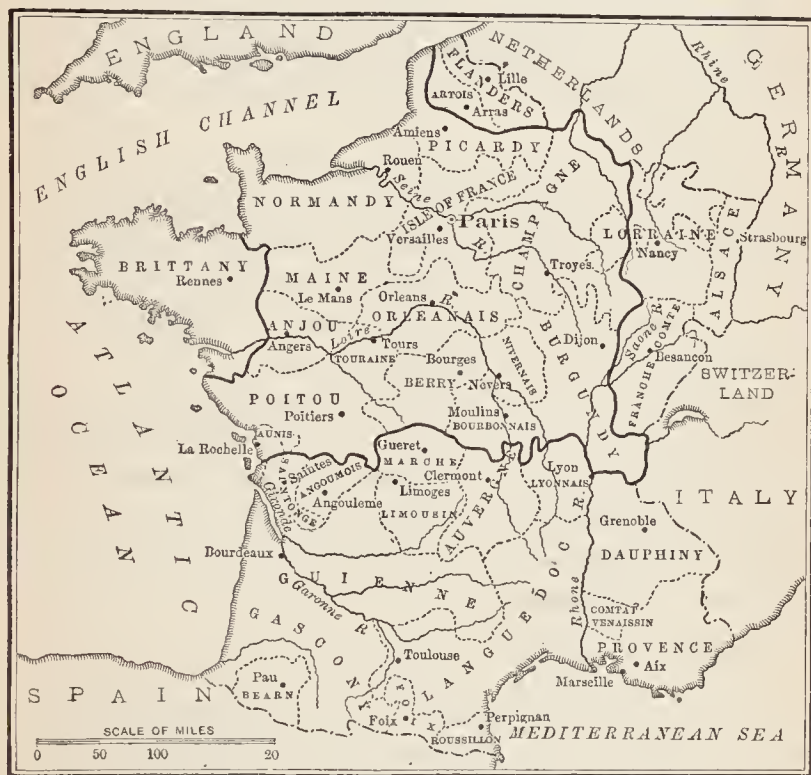 ENGLAND
ENGLISH CHANNEL
NETHERLANDS
Rhine
GERMANY
R.
FLANDERS
Lille
ARTOIS
Arras
Amiens
PICARDY
Rouen
Seine
R.
NORMANDY
ISLE OF FRANCE
Paris
Versailles
CHAMPAGNE
LORRAINE
Nancy
ALSACE
Strasbourg
BRITTANY
Rennes
MAINE
Le Mans
Orleans
R.
ORLEANAIS
Troyes
ANJOU
Angers
Loire
Tours
TOURAINE
Bourges
BERRY
NIVERNAIS
Nevers
BURGUNDY
Dijon
Saone R.
FRANCHE COMTE
Besancon
SWITZER-
LAND
ATLANTIC
OCEAN
POITOU
Poitiers
Moulins
BOURBONNAIS
AUNIS
La Rochelle
Saintes
SAINTONGE
ANGOUMOIS
Angouleme
Gironde
Gueret
MARCHE
Limoges
LIMOUSIN
Clermont
AUVERGNE
Lyon
LYONNAIS
ITALY
Grenoble
DAUPHINY
Bourdeaux
GUIENNE
Garonne R
GASCONY
LANGUEDOC
Rhone
R.
COMTAT
VENAISSIN
PROVENCE
Aix
Marseille
Toulouse
SPAIN
Pau
BEARN
FOIX
Foix
Perpignan
ROUSSILLON
MEDITERRANEAN SEA
SCALE OF MILES
0 50 100 20